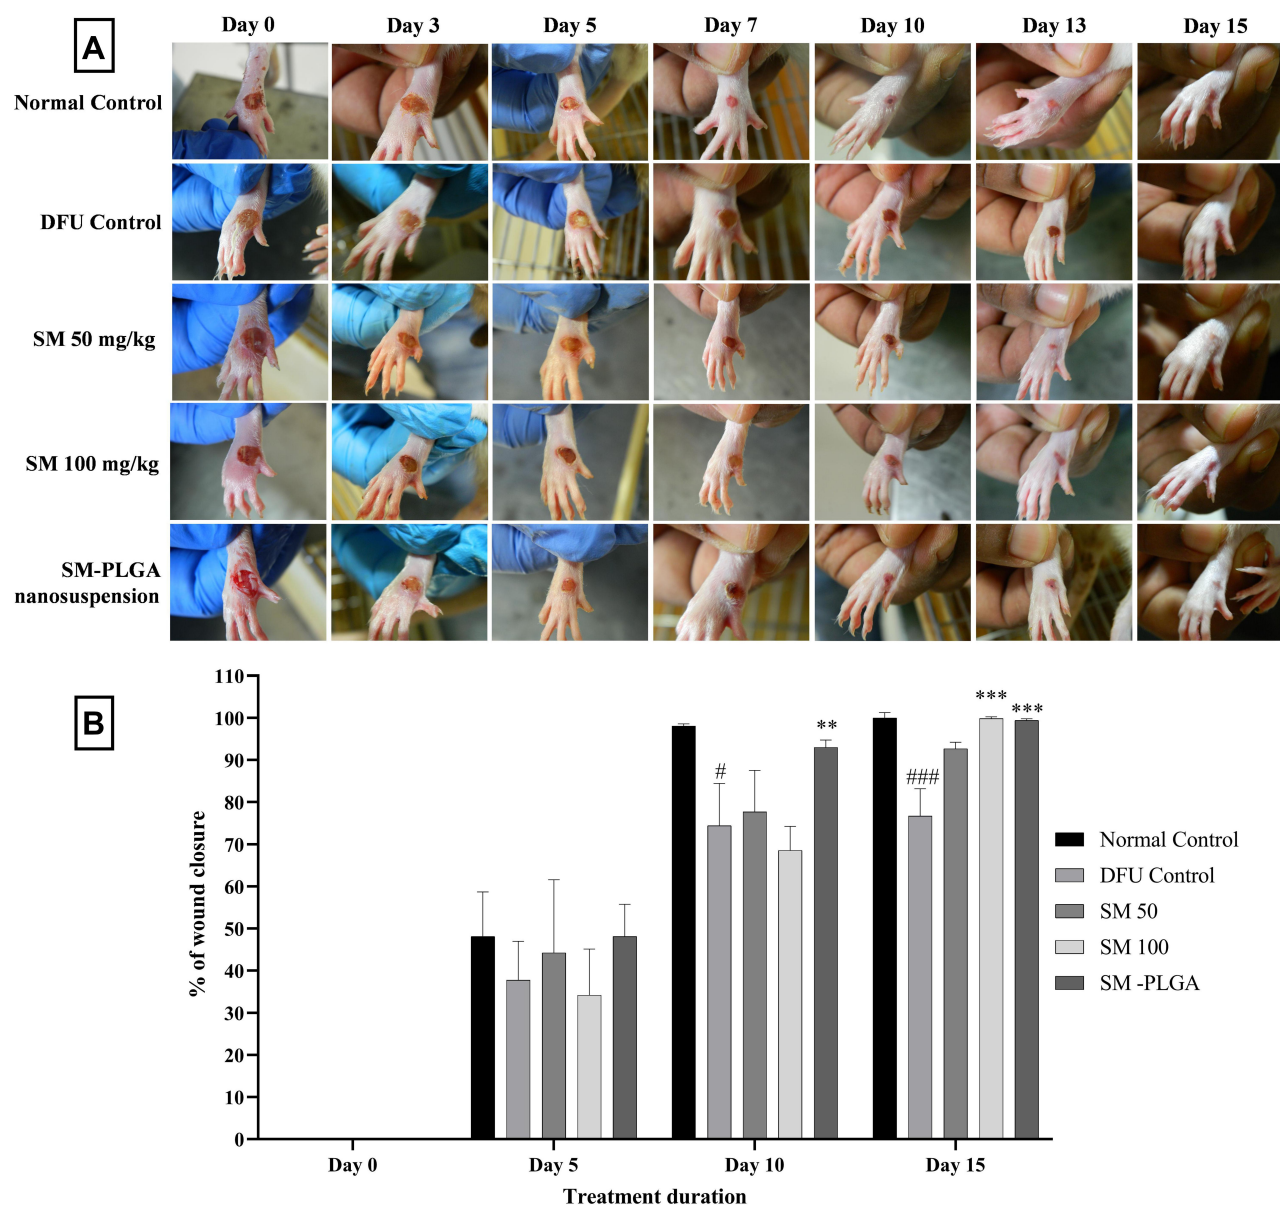 A
Day 0 Day 3 Day 5 Day 7 Day 10 Day 13 Day 15
Normal Control
DFU Control
SM 50 mg/kg
SM 100 mg/kg
SM-PLGA
nanosuspension
B
% of wound closure
110
100
90
80
70
60
50
40
30
20
10
0
#
**
###
***
***
Day 0 Day 5 Day 10 Day 15
Treatment duration
Normal Control
DFU Control
SM 50
SM 100
SM -PLGA